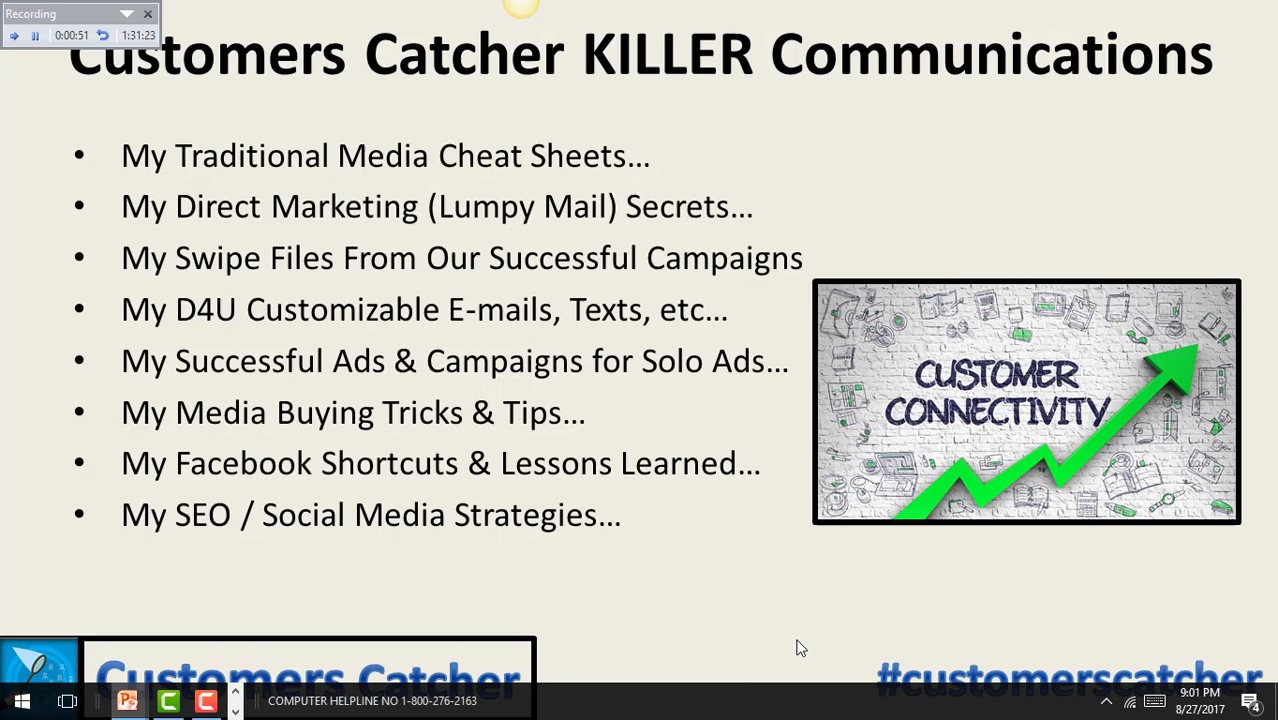 Recording
0:00:51 1:31:23
Customers Catcher KILLER Communications
• My Traditional Media Cheat Sheets…
• My Direct Marketing (Lumpy Mail) Secrets…
• My Swipe Files From Our Successful Campaigns
• My D4U Customizable E-mails, Texts, etc…
• My Successful Ads & Campaigns for Solo Ads…
• My Media Buying Tricks & Tips…
• My Facebook Shortcuts & Lessons Learned…
• My SEO / Social Media Strategies…
CUSTOMER
CONNECTIVITY
Customers Catcher
#customerscatcher
COMPUTER HELPLINE NO 1-800-276-2163
9:01 PM
8/27/2017
4